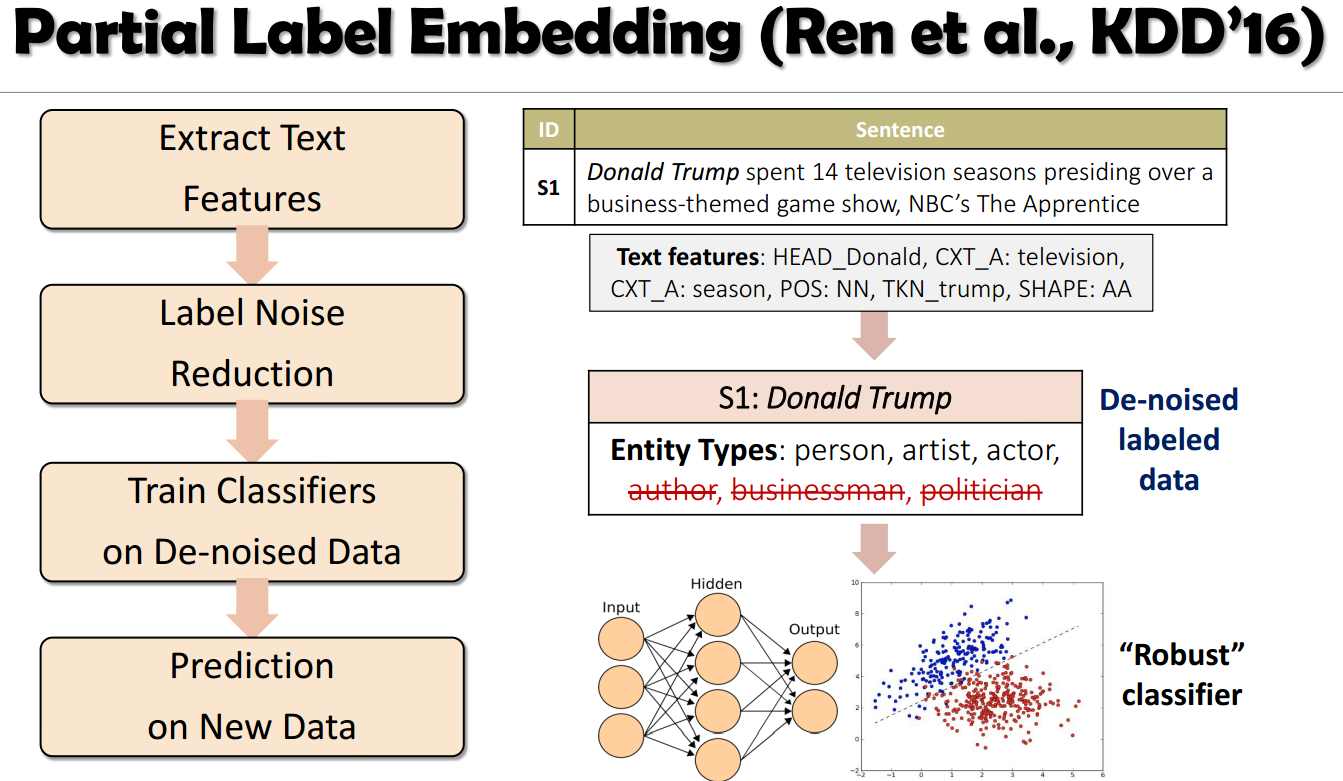 Partial Label Embedding (Ren et al., KDD’16)
Extract Text
Features
Label Noise
Reduction
Train Classifiers
on De-noised Data
Prediction
on New Data
ID Sentence
S1 Donald Trump spent 14 television seasons presiding over a
business-themed game show, NBC’s The Apprentice
Text features: HEAD_Donald, CXT_A: television,
CXT_A: season, POS: NN, TKN_trump, SHAPE: AA
S1: Donald Trump
Entity Types: person, artist, actor,
author, businessman, politician
De-noised
labeled
data
Input
Hidden
Output
10
8
6
4
2
0
−2
−2 −1 0 1 2 3 4 5 6
“Robust”
classifier